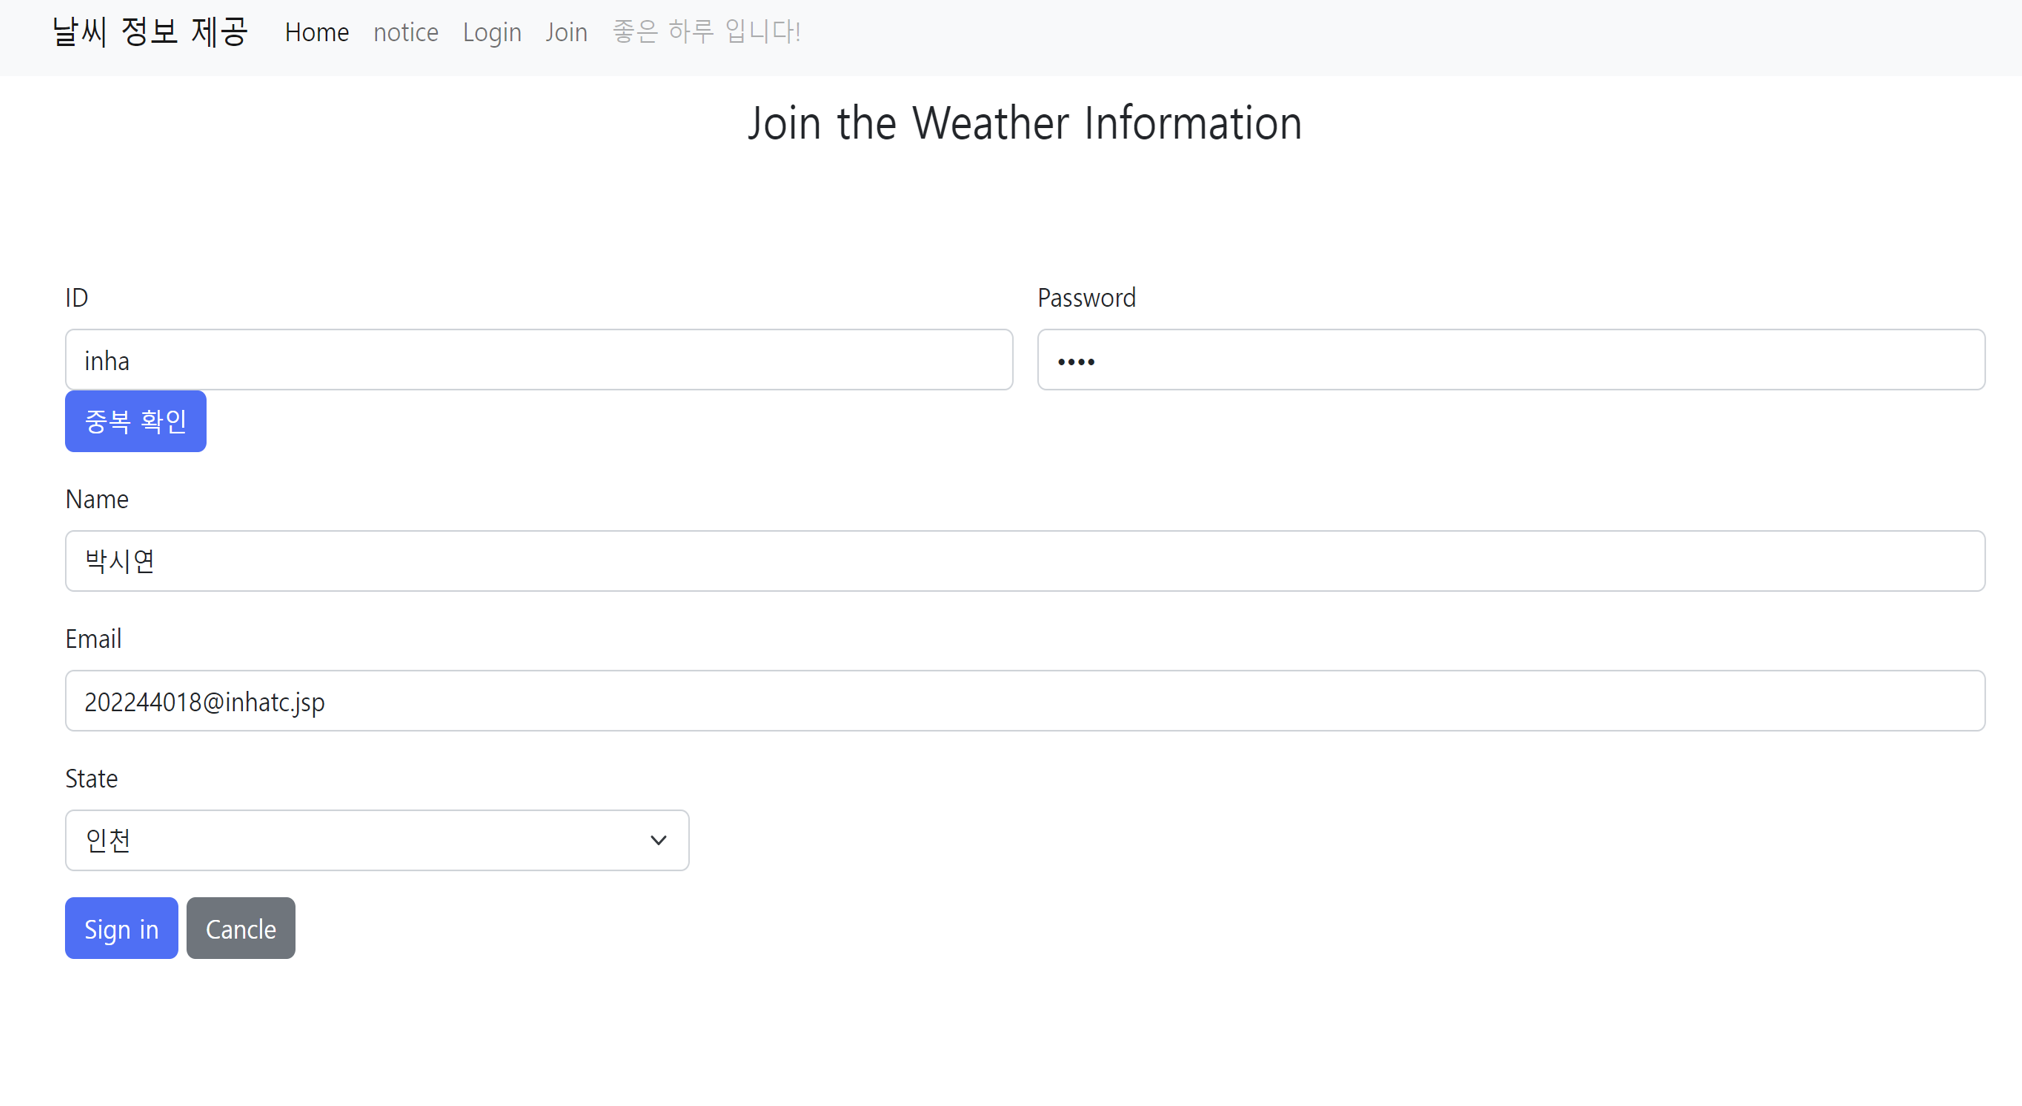 날씨 정보 제공 Home notice Login Join 좋은 하루 입니다!
Join the Weather Information
ID Password
inha ••••
중복 확인
Name
박시연
Email
202244018@inhatc.jsp
State
인천
Sign in Cancle